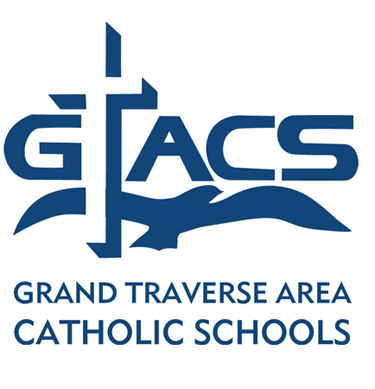 GTACS
GRAND TRAVERSE AREA
CATHOLIC SCHOOLS